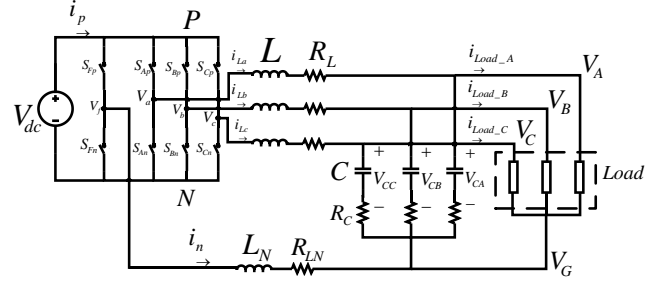 i_p P
L R_L i_Load_A V_A
S_Fp S_Ap S_Bp S_Cp i_La
V_dc V_f V_a V_b V_c i_Lb i_Load_B V_B
i_Lc i_Load_C V_C
+ + +
S_Fn S_An S_Bn S_Cn C V_CC V_CB V_CA Load
N R_C − − −
i_n L_N R_LN V_G